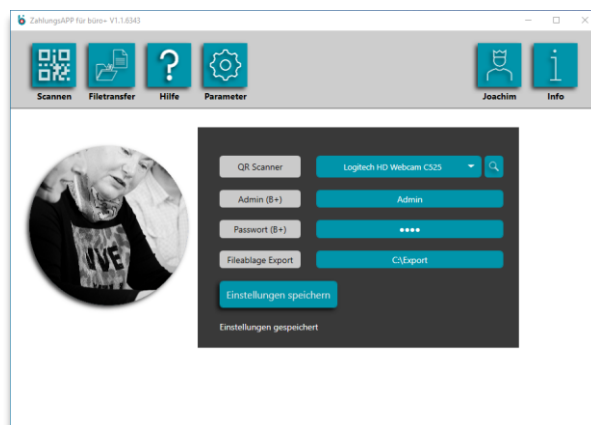 ZahlungsAPP für büro+ V1.1.6343
Scannen Filetransfer Hilfe Parameter Joachim Info
QR Scanner Logitech HD Webcam C525
Admin (B+) Admin
Passwort (B+) ••••
Fileablage Export C:\Export
Einstellungen speichern
Einstellungen gespeichert